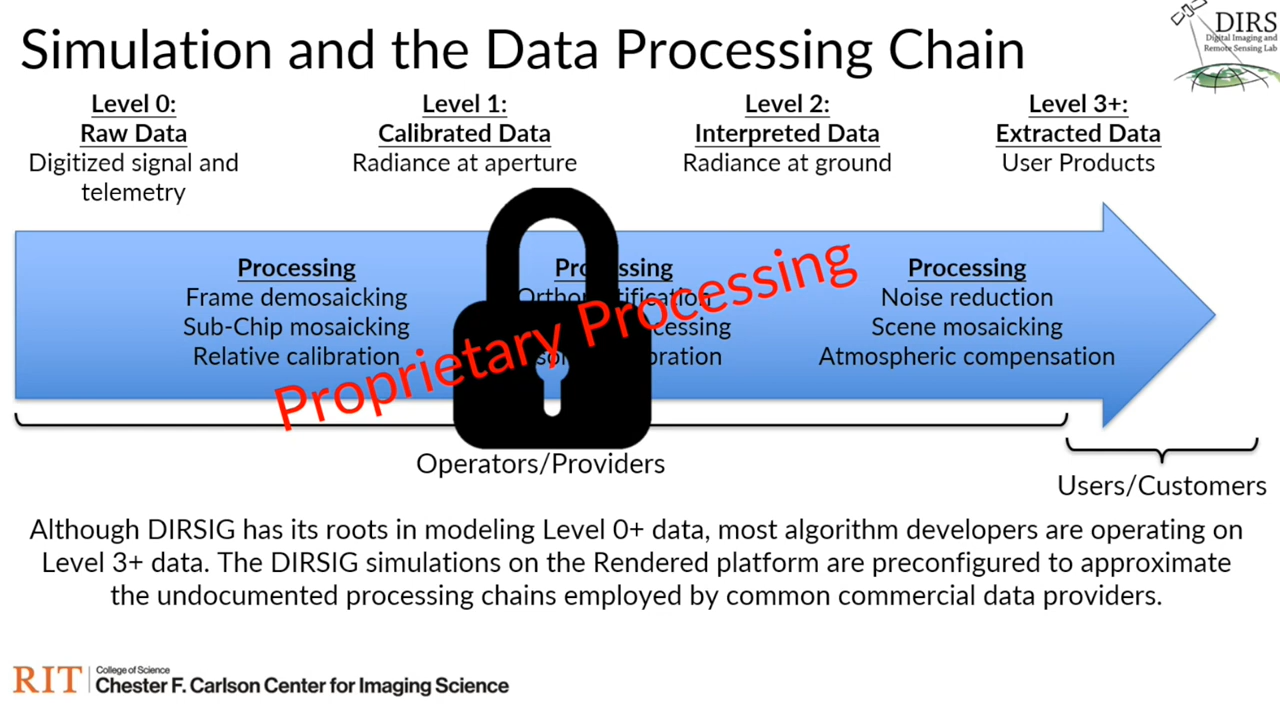 Simulation and the Data Processing Chain
DIRS
Digital Imaging and
Remote Sensing Lab
Level 0:
Raw Data
Digitized signal and
telemetry
Level 1:
Calibrated Data
Radiance at aperture
Level 2:
Interpreted Data
Radiance at ground
Level 3+:
Extracted Data
User Products
Processing
Frame demosaicking
Sub-Chip mosaicking
Relative calibration
Processing
Processing
Noise reduction
Scene mosaicking
Atmospheric compensation
Proprietary Processing
Operators/Providers
Users/Customers
Although DIRSIG has its roots in modeling Level 0+ data, most algorithm developers are operating on
Level 3+ data. The DIRSIG simulations on the Rendered platform are preconfigured to approximate
the undocumented processing chains employed by common commercial data providers.
RIT
College of Science
Chester F. Carlson Center for Imaging Science